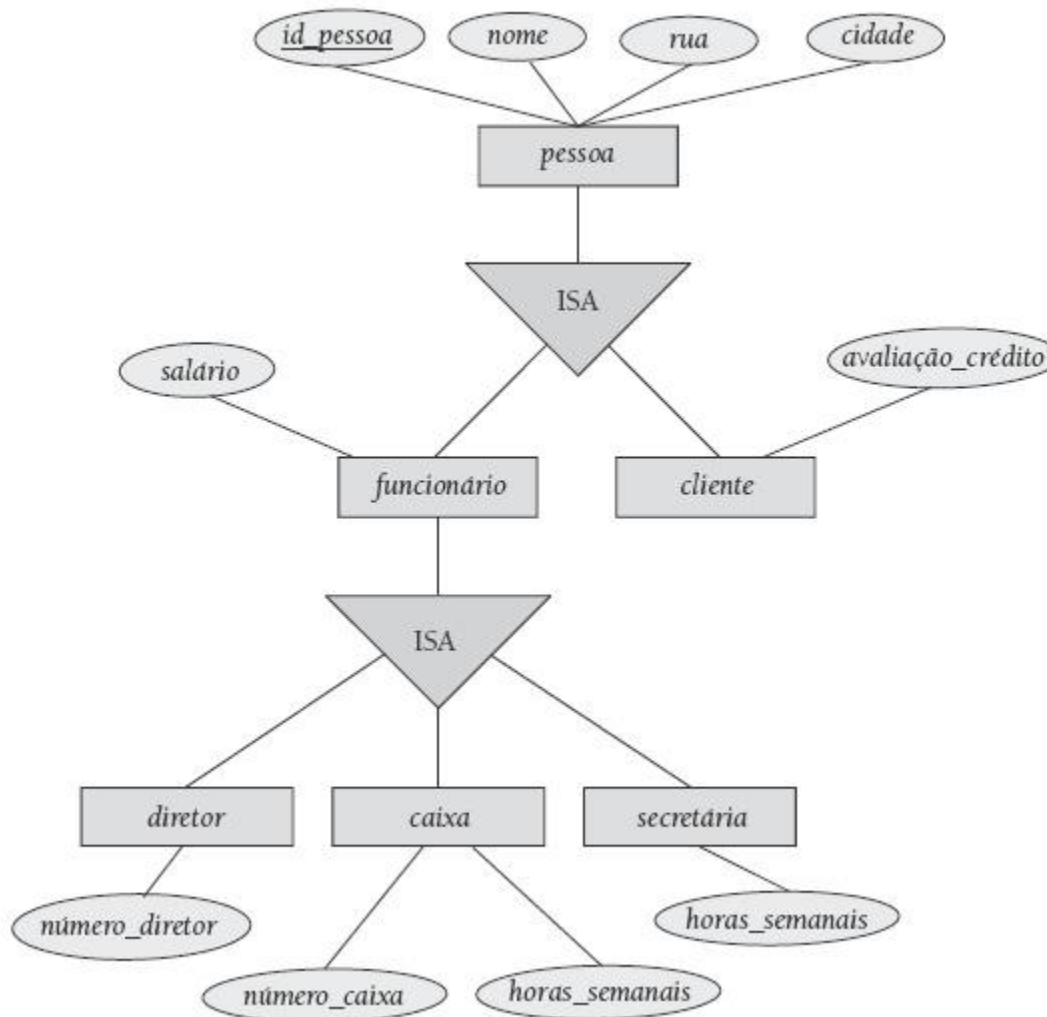 id_pessoa
nome
rua
cidade
pessoa
ISA
salário
avaliação_crédito
funcionário
cliente
ISA
diretor
caixa
secretária
número_diretor
horas_semanais
número_caixa
horas_semanais